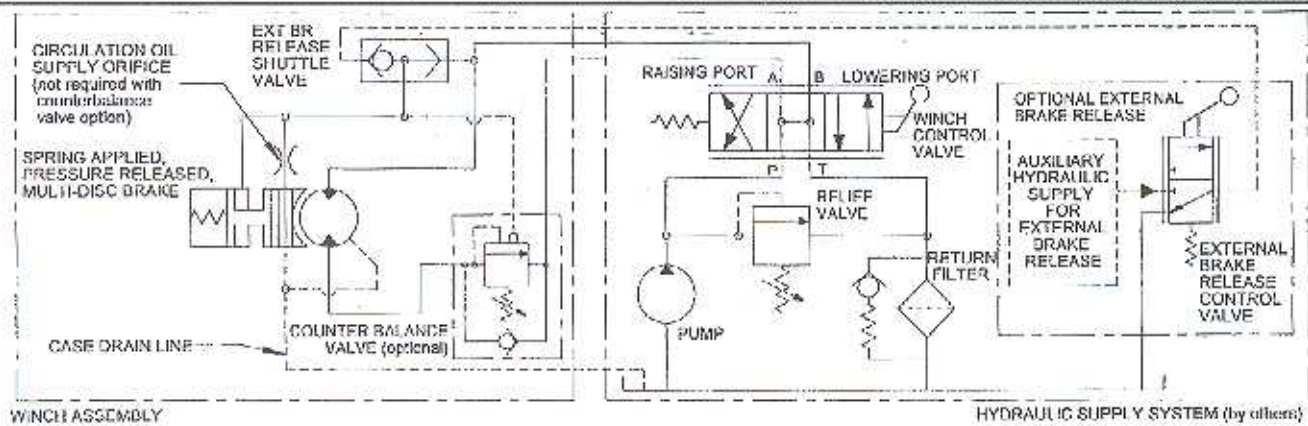 CIRCULATION OIL
SUPPLY ORIFICE
(not required with
counterbalance
valve option)
SPRING APPLIED,
PRESSURE RELEASED,
MULTI-DISC BRAKE
EXT BR
RELEASE
SHUTTLE
VALVE
COUNTER BALANCE
VALVE (optional)
CASE DRAIN LINE
WINCH ASSEMBLY
RAISING PORT
A
B
LOWERING PORT
WINCH
CONTROL
VALVE
P
T
RELIEF
VALVE
RETURN
FILTER
PUMP
OPTIONAL EXTERNAL
BRAKE RELEASE
AUXILIARY
HYDRAULIC
SUPPLY
FOR
EXTERNAL
BRAKE
RELEASE
EXTERNAL
BRAKE
RELEASE
CONTROL
VALVE
HYDRAULIC SUPPLY SYSTEM (by others)